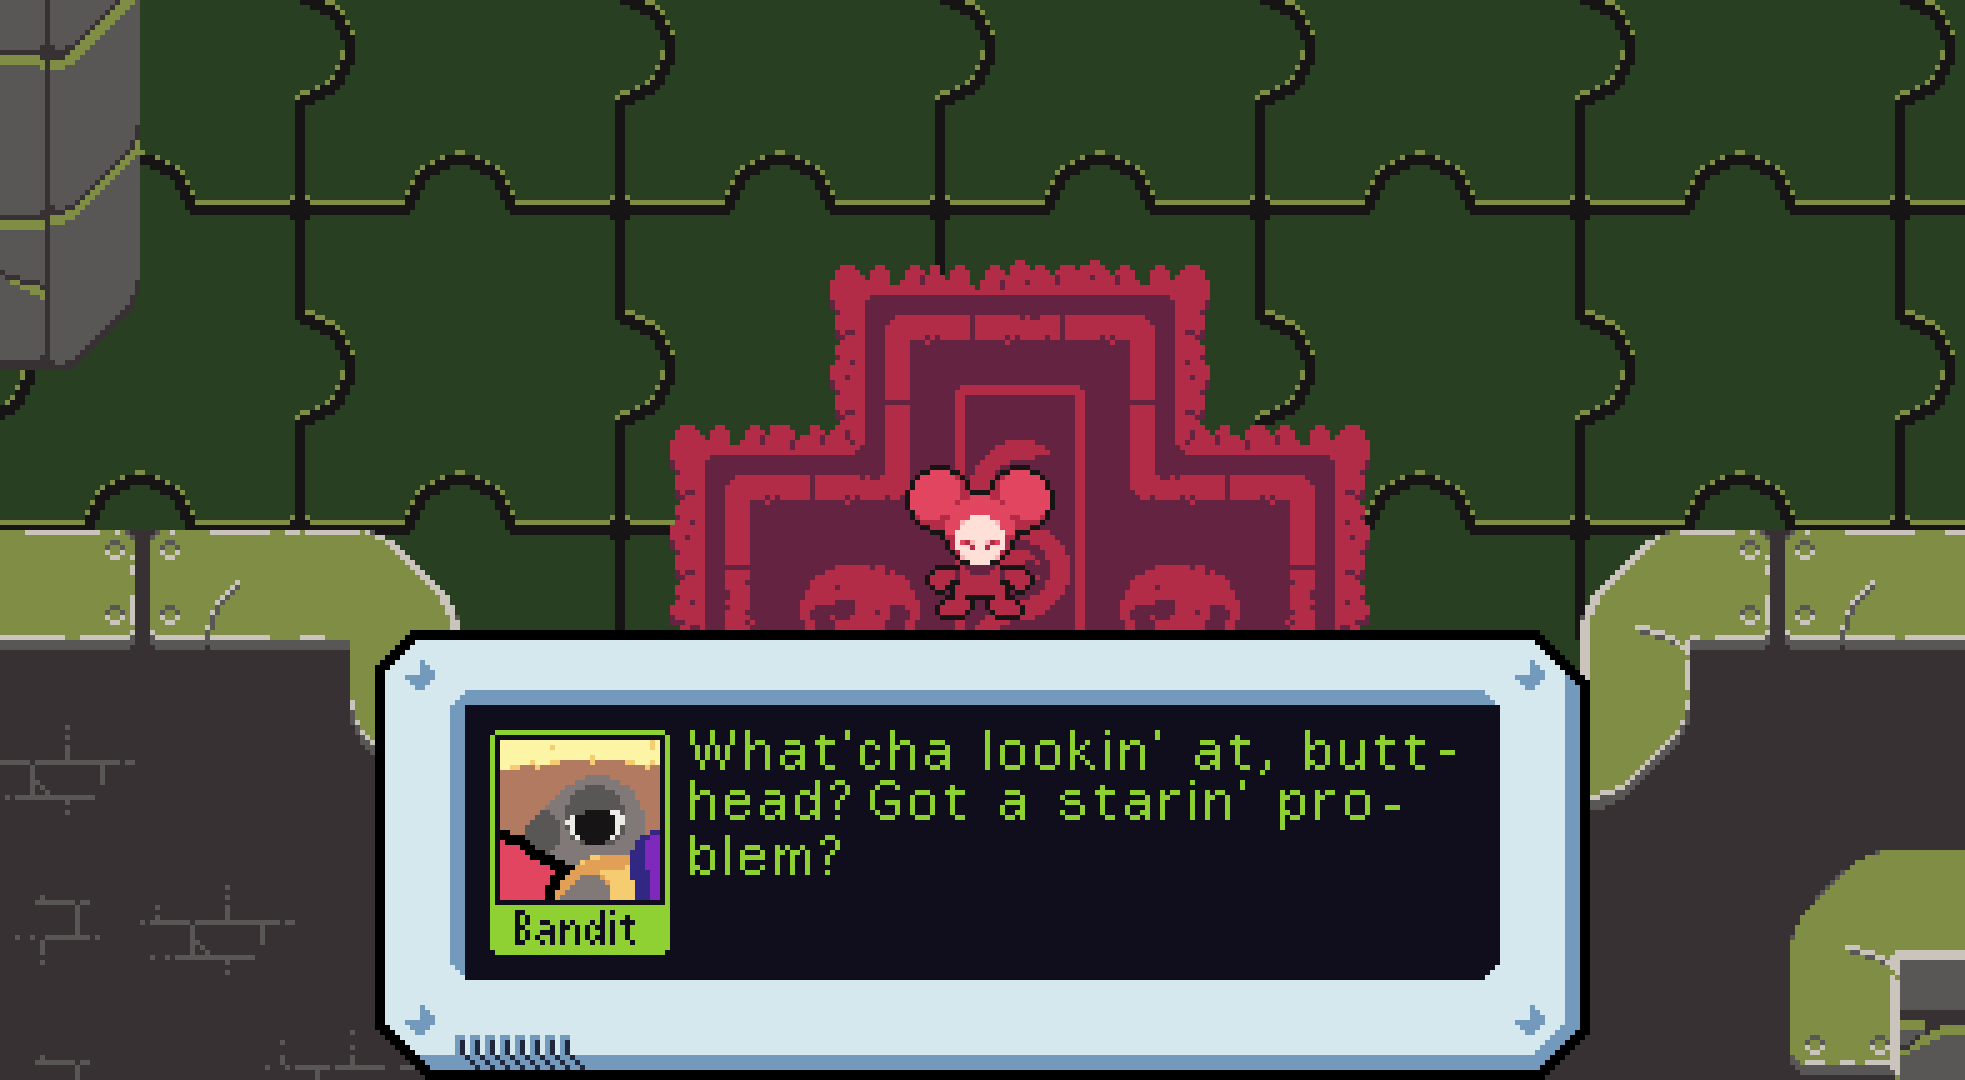 What'cha lookin' at, butt-
head? Got a starin' pro-
blem?
Bandit